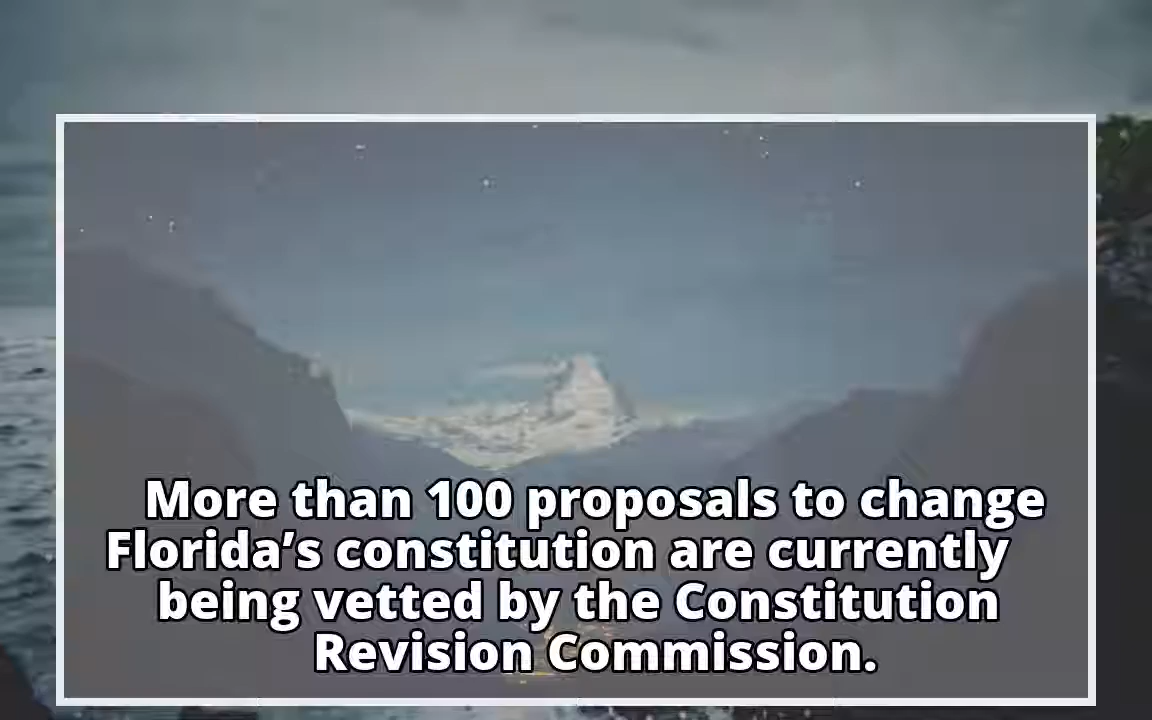 More than 100 proposals to change
Florida’s constitution are currently
being vetted by the Constitution
Revision Commission.